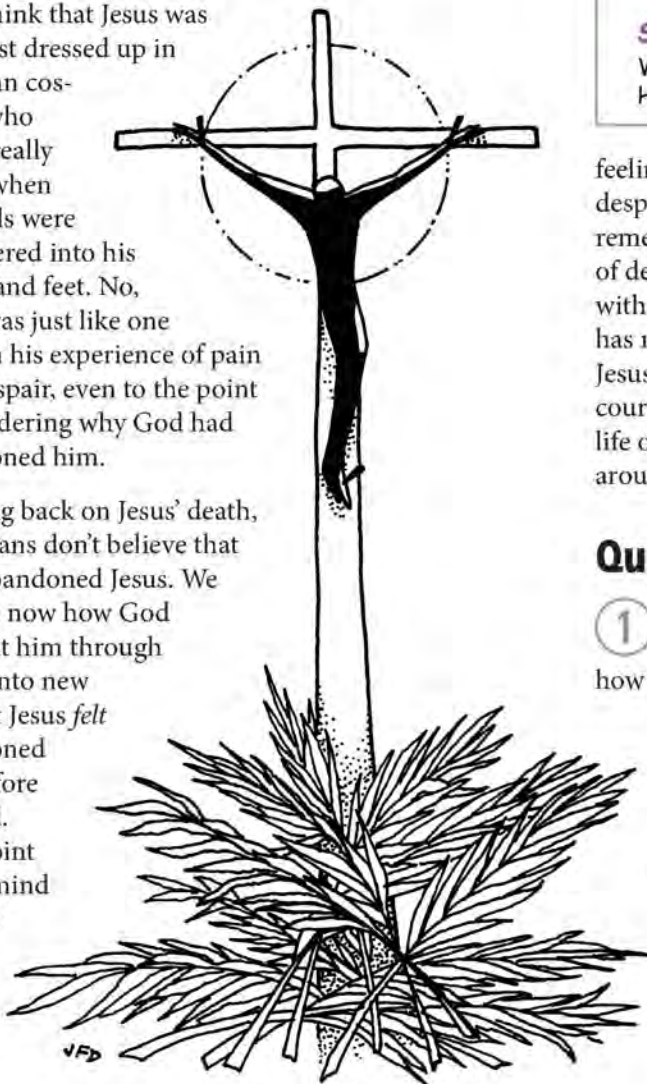 think that Jesus was
st dressed up in
an cos-
who
really
when
ls were
ered into his
and feet. No,
was just like one
n his experience of pain
spair, even to the point
dering why God had
oned him.
g back on Jesus’ death,
ans don’t believe that
bandoned Jesus. We
now how God
t him through
nto new
t Jesus felt
oned
fore
.
oint
mind
JFD
S
W
H
feelin
desp
reme
of de
with
has r
Jesus
cour
life o
arou
Qu
1
how